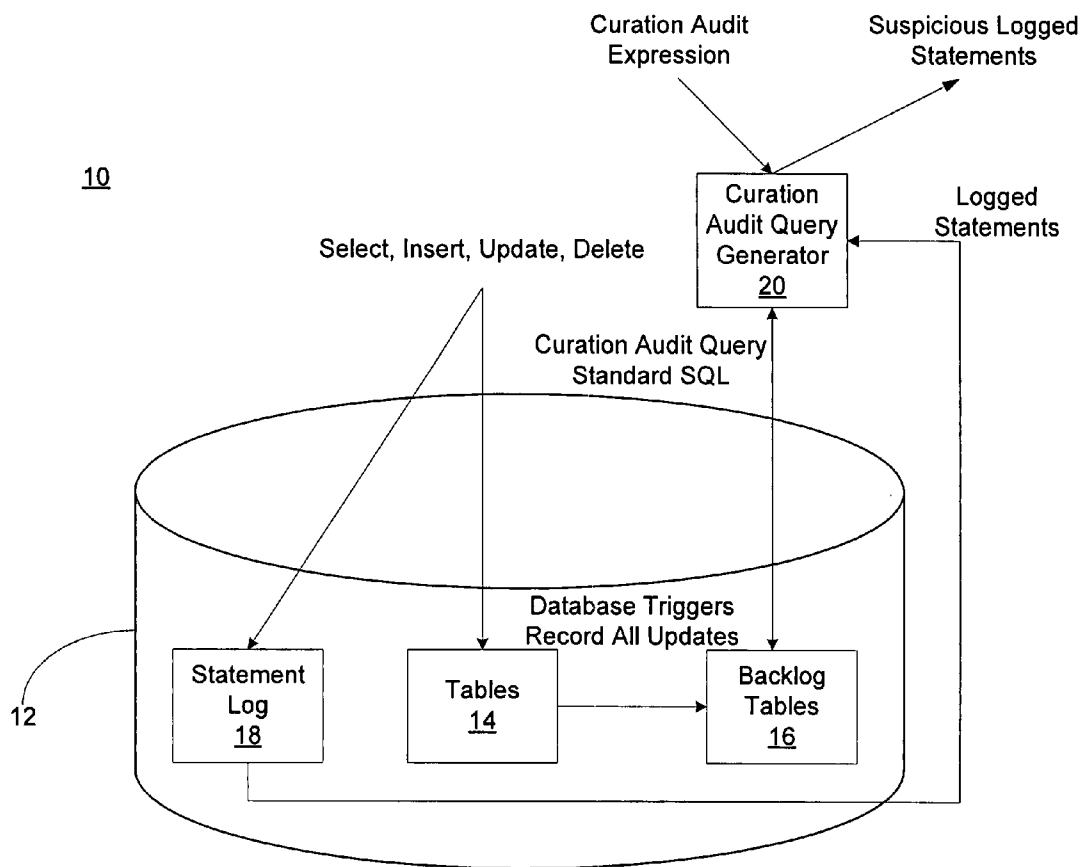 Curation Audit
Expression
Suspicious Logged
Statements
10
Curation
Audit Query
Generator
20
Logged
Statements
Select, Insert, Update, Delete
Curation Audit Query
Standard SQL
Database Triggers
Record All Updates
Statement
Log
18
Tables
14
Backlog
Tables
16
12